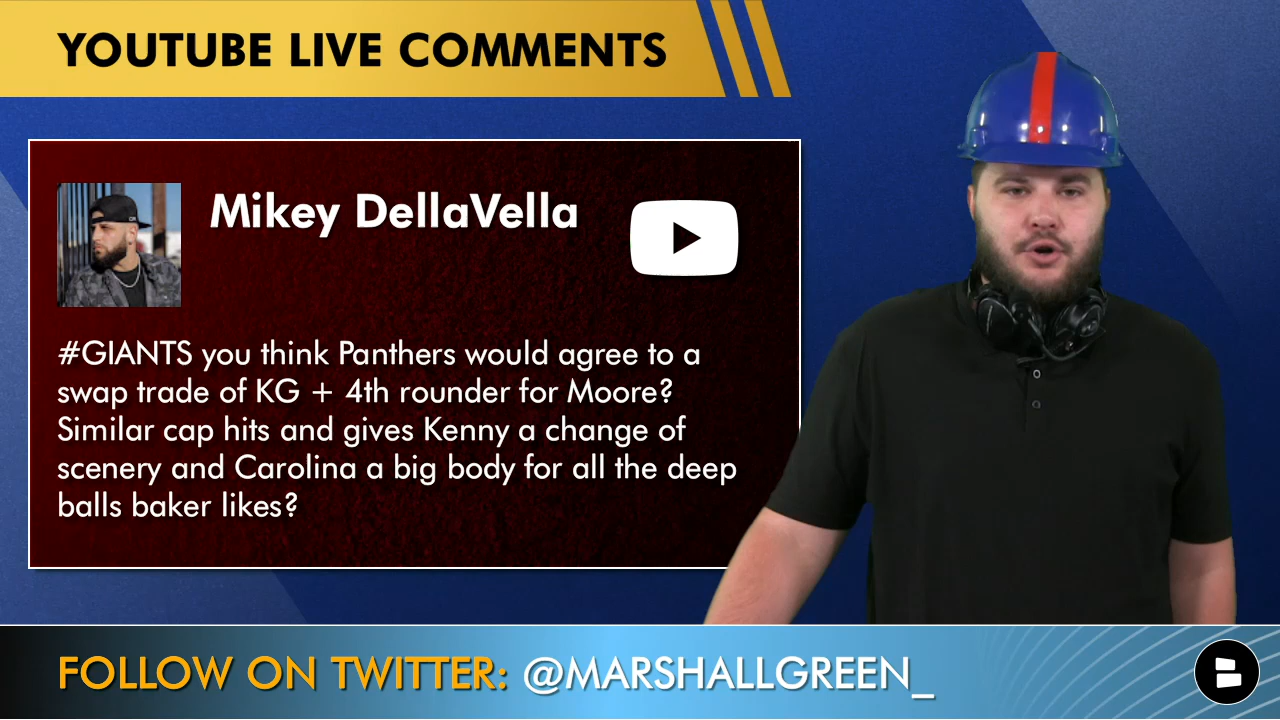 YOUTUBE LIVE COMMENTS
Mikey DellaVella
#GIANTS you think Panthers would agree to a
swap trade of KG + 4th rounder for Moore?
Similar cap hits and gives Kenny a change of
scenery and Carolina a big body for all the deep
balls baker likes?
FOLLOW ON TWITTER: @MARSHALLGREEN_